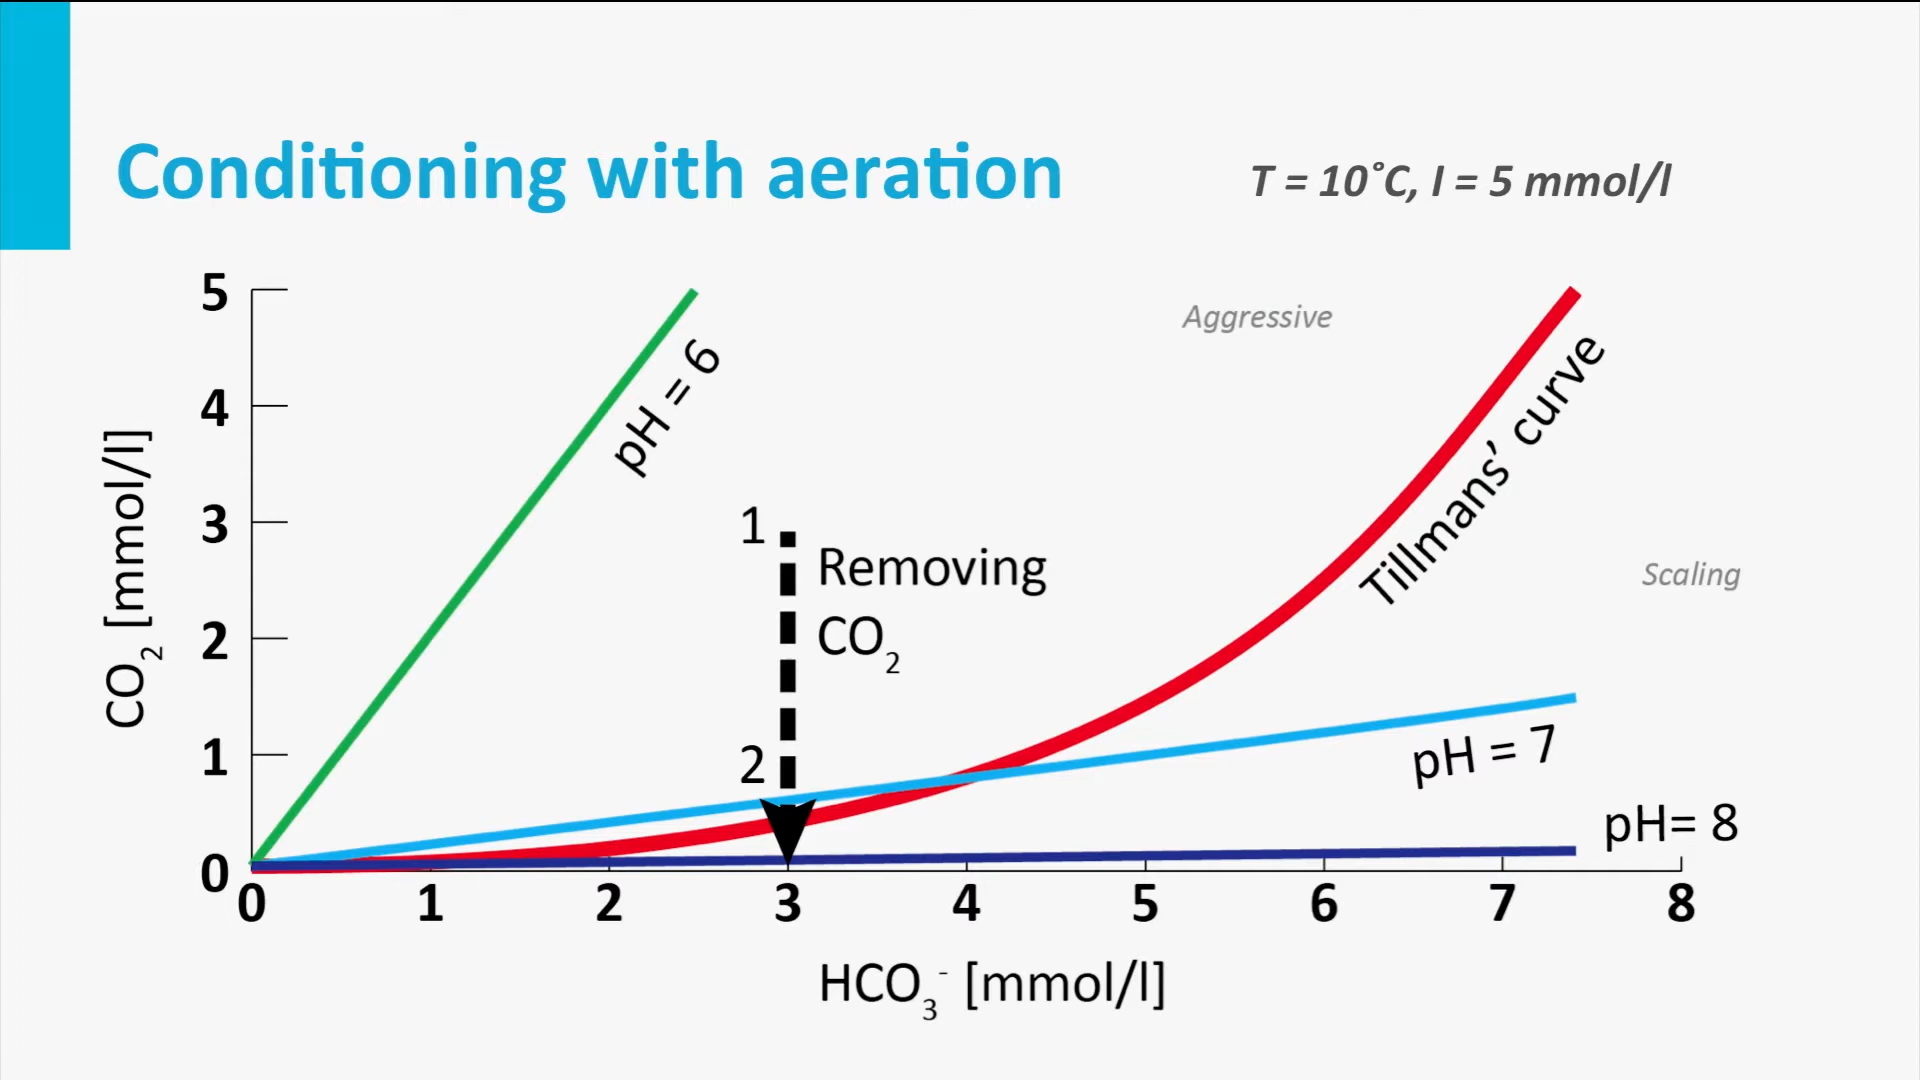 Conditioning with aeration
T = 10˚C, I = 5 mmol/l
5
4
3
2
1
0
CO2 [mmol/l]
pH = 6
Aggressive
Tillmans’ curve
1
Removing
CO2
2
Scaling
pH = 7
pH= 8
0 1 2 3 4 5 6 7 8
HCO3- [mmol/l]